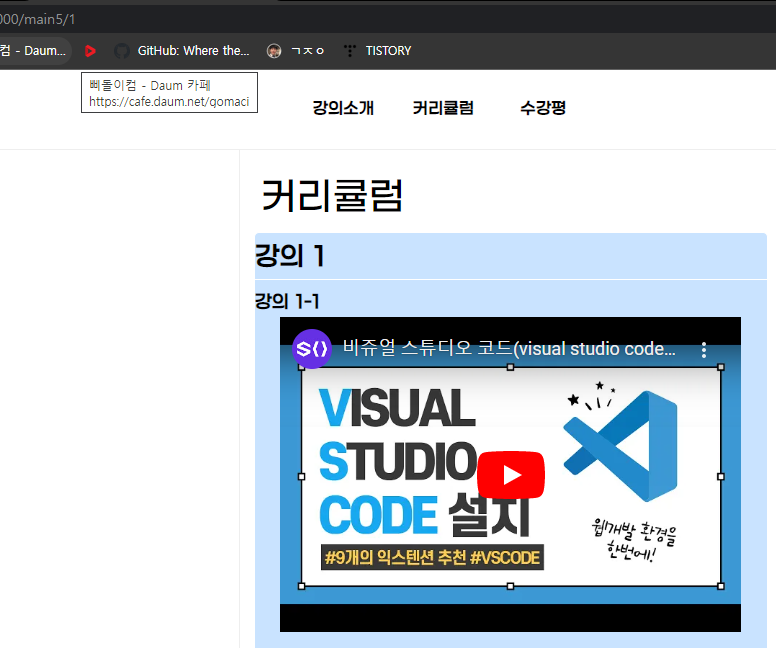 000/main5/1
컴 - Daum...
GitHub: Where the...
ㄱㅈㅇ
TISTORY
삐돌이컴 - Daum 카페
https://cafe.daum.net/gomaci
강의소개
커리큘럼
수강평
커리큘럼
강의 1
강의 1-1
비쥬얼 스튜디오 코드(visual studio code...
VISUAL
STUDIO
CODE 설치
#9개의 익스텐션 추천 #VSCODE
웹개발 환경을
한번에!